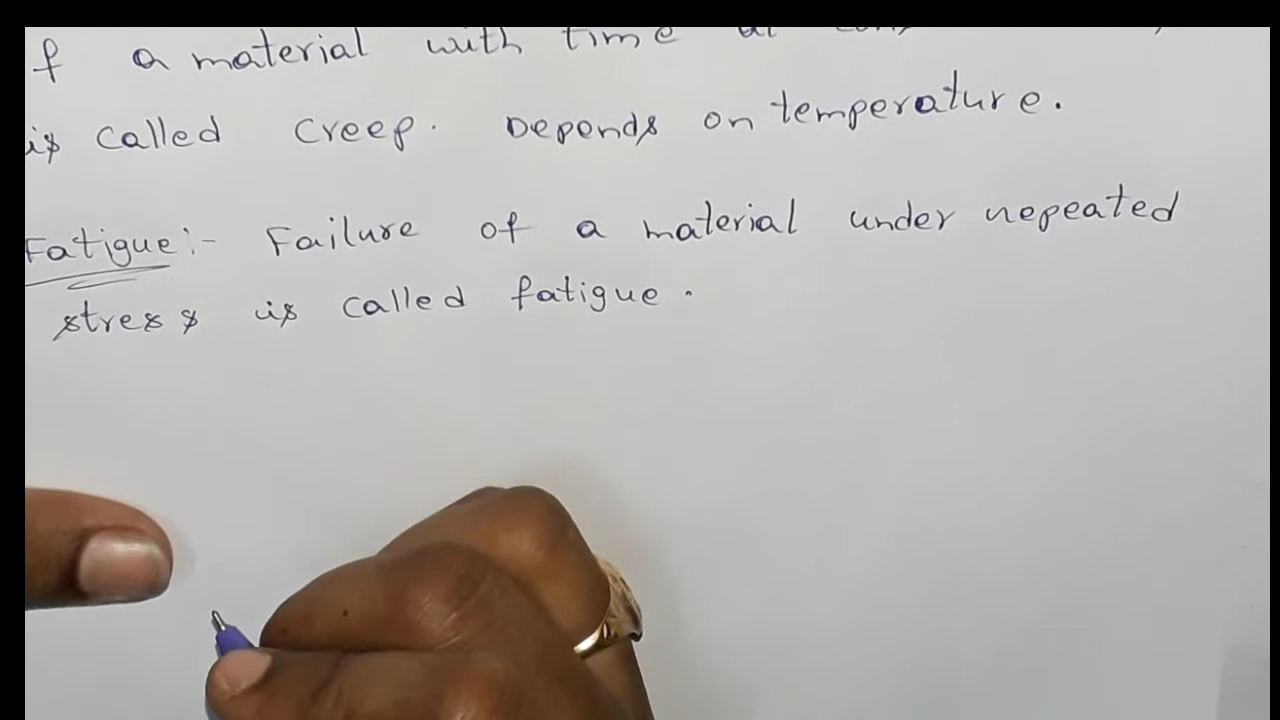 f a material with time at
is called creep. Depends on temperature.
Fatigue:- Failure of a material under repeated
stress is called fatigue.